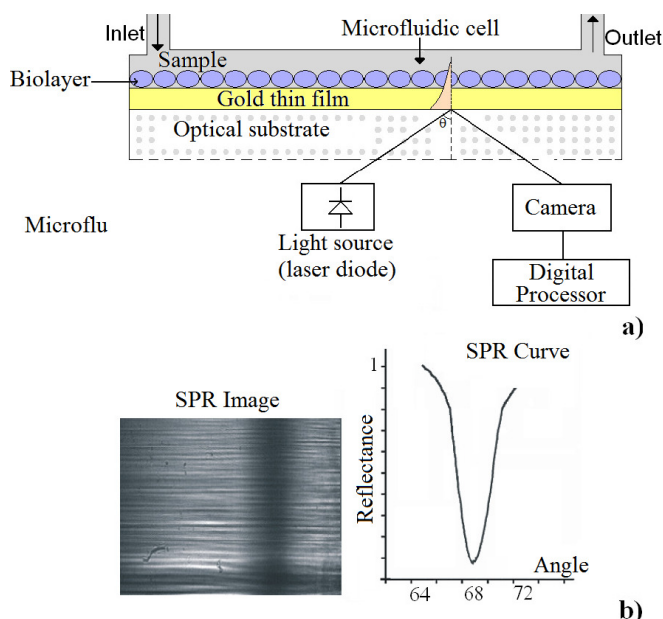 Inlet
Microfluidic cell
Outlet
Sample
Biolayer
Gold thin film
θ
Optical substrate
Microflu
Light source
(laser diode)
Camera
Digital
Processor
a)
SPR Image
SPR Curve
1
Reflectance
Angle
64 68 72
b)